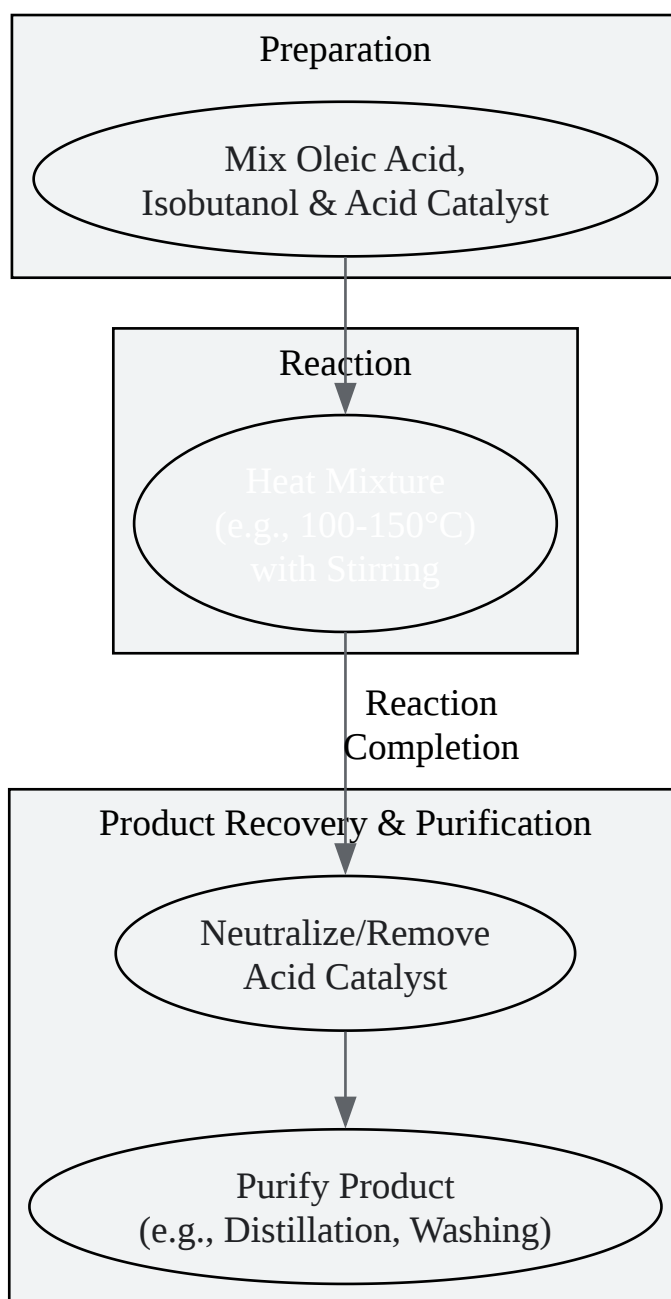 Preparation
Mix Oleic Acid,
Isobutanol & Acid Catalyst
Reaction
Heat Mixture
(e.g., 100-150°C)
with Stirring
Reaction
Completion
Product Recovery & Purification
Neutralize/Remove
Acid Catalyst
Purify Product
(e.g., Distillation, Washing)